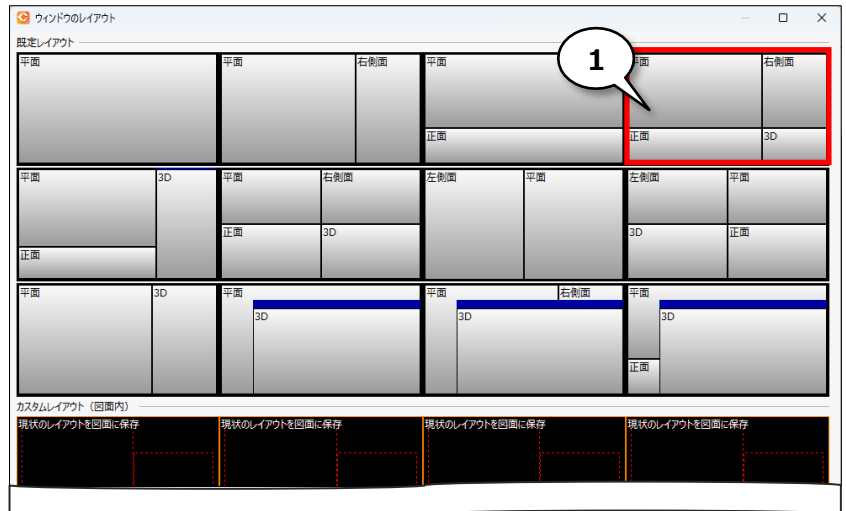 ウィンドウのレイアウト
既定レイアウト
平面
平面 右側面
平面
正面
1
平面 右側面
正面 3D
平面 3D
正面
平面 右側面
正面 3D
左側面 平面
左側面 平面
3D 正面
平面 3D
平面
3D
平面 右側面
3D
平面
3D
正面
カスタムレイアウト（図面内）
現状のレイアウトを図面に保存
現状のレイアウトを図面に保存
現状のレイアウトを図面に保存
現状のレイアウトを図面に保存